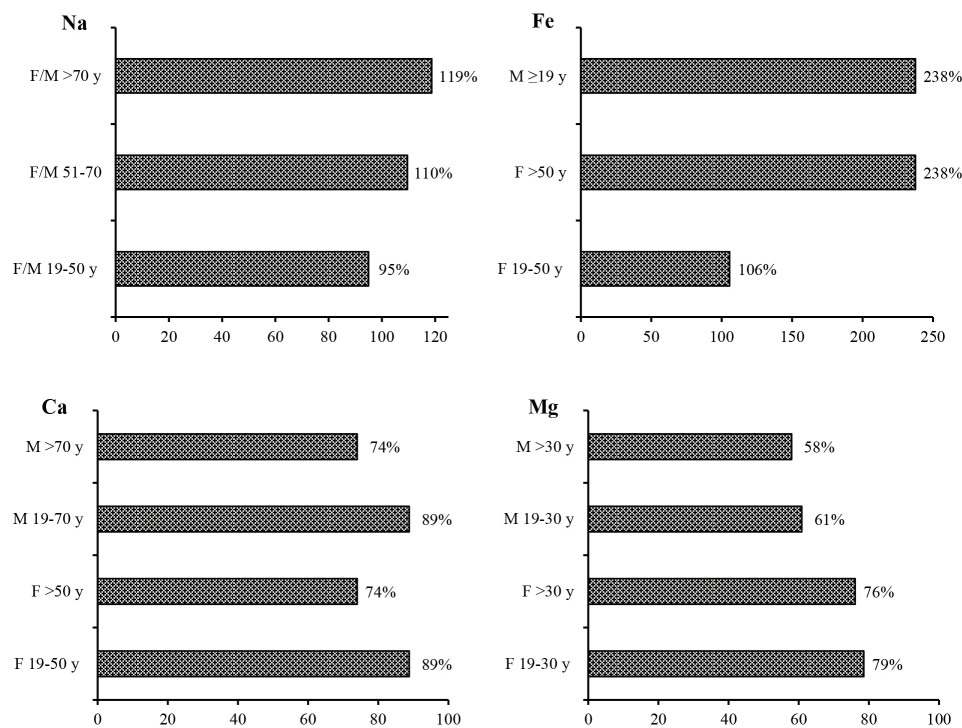 Na
F/M >70 y
119%
F/M 51-70
110%
F/M 19-50 y
95%
0 20 40 60 80 100 120
Fe
M ≥19 y
238%
F >50 y
238%
F 19-50 y
106%
0 50 100 150 200 250
Ca
M >70 y
74%
M 19-70 y
89%
F >50 y
74%
F 19-50 y
89%
0 20 40 60 80 100
Mg
M >30 y
58%
M 19-30 y
61%
F >30 y
76%
F 19-30 y
79%
0 20 40 60 80 100